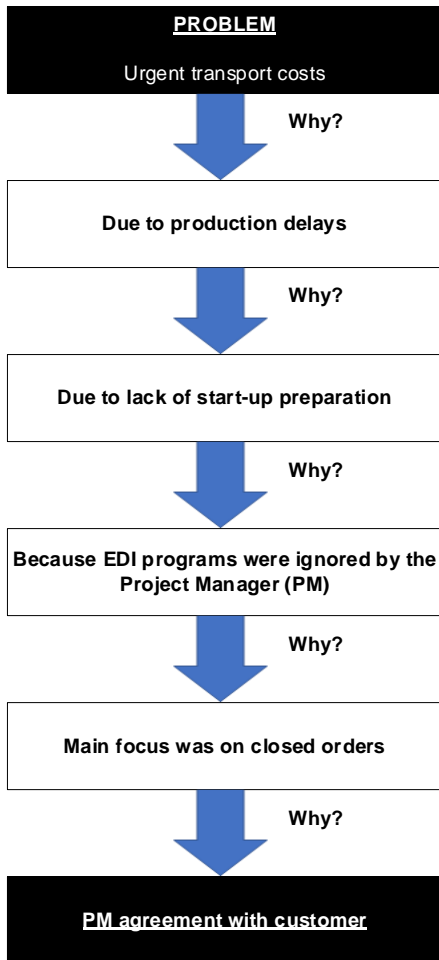 PROBLEM
Urgent transport costs
Why?
Due to production delays
Why?
Due to lack of start-up preparation
Why?
Because EDI programs were ignored by the
Project Manager (PM)
Why?
Main focus was on closed orders
Why?
PM agreement with customer